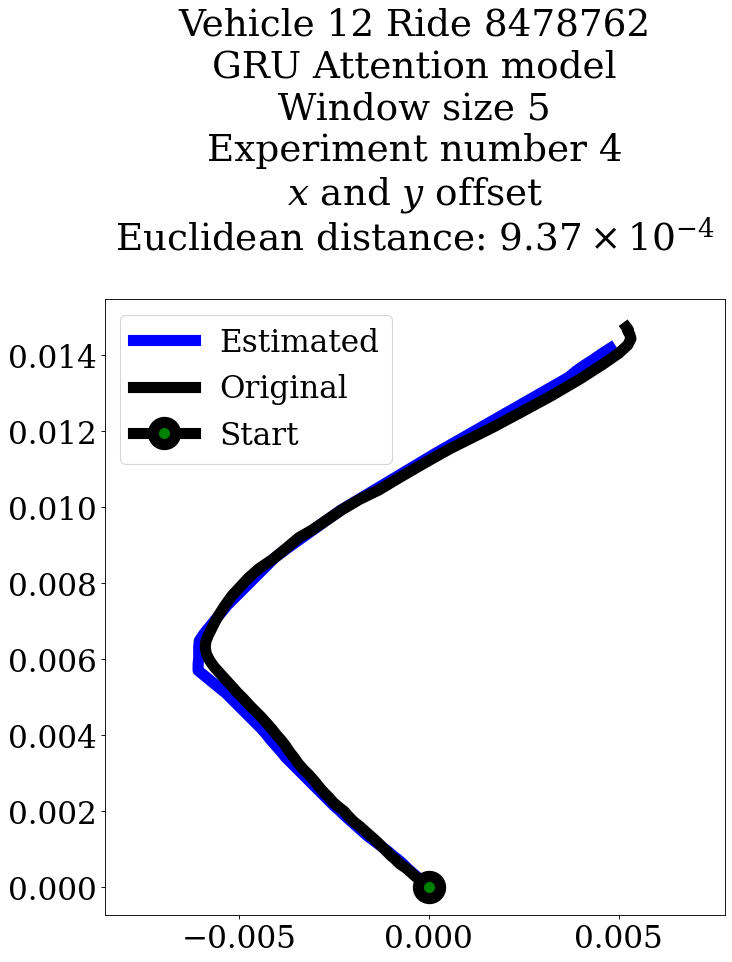 Vehicle 12 Ride 8478762
GRU Attention model
Window size 5
Experiment number 4
x and y offset
Euclidean distance: 9.37 × 10⁻⁴
Estimated
Original
Start
0.014
0.012
0.010
0.008
0.006
0.004
0.002
0.000
−0.005 0.000 0.005